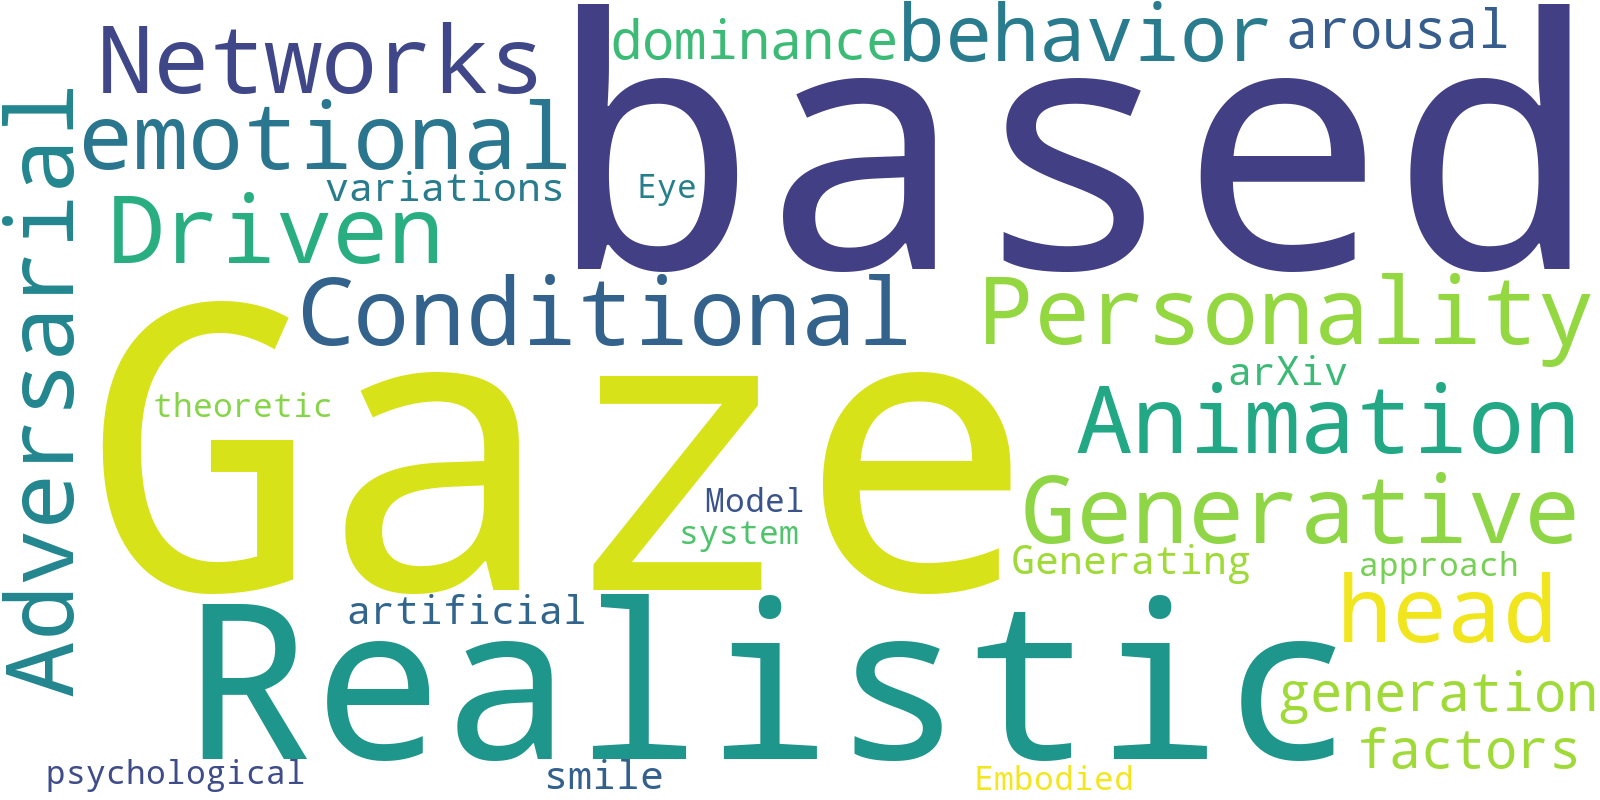 Networks
dominance
behavior
arousal
based
emotional
variations
Eye
Driven
Adversarial
Conditional
Personality
Gaze
theoretic
arXiv
Animation
Model
system
Generative
Generating
approach
artificial
head
Realistic
generation
factors
psychological
smile
Embodied